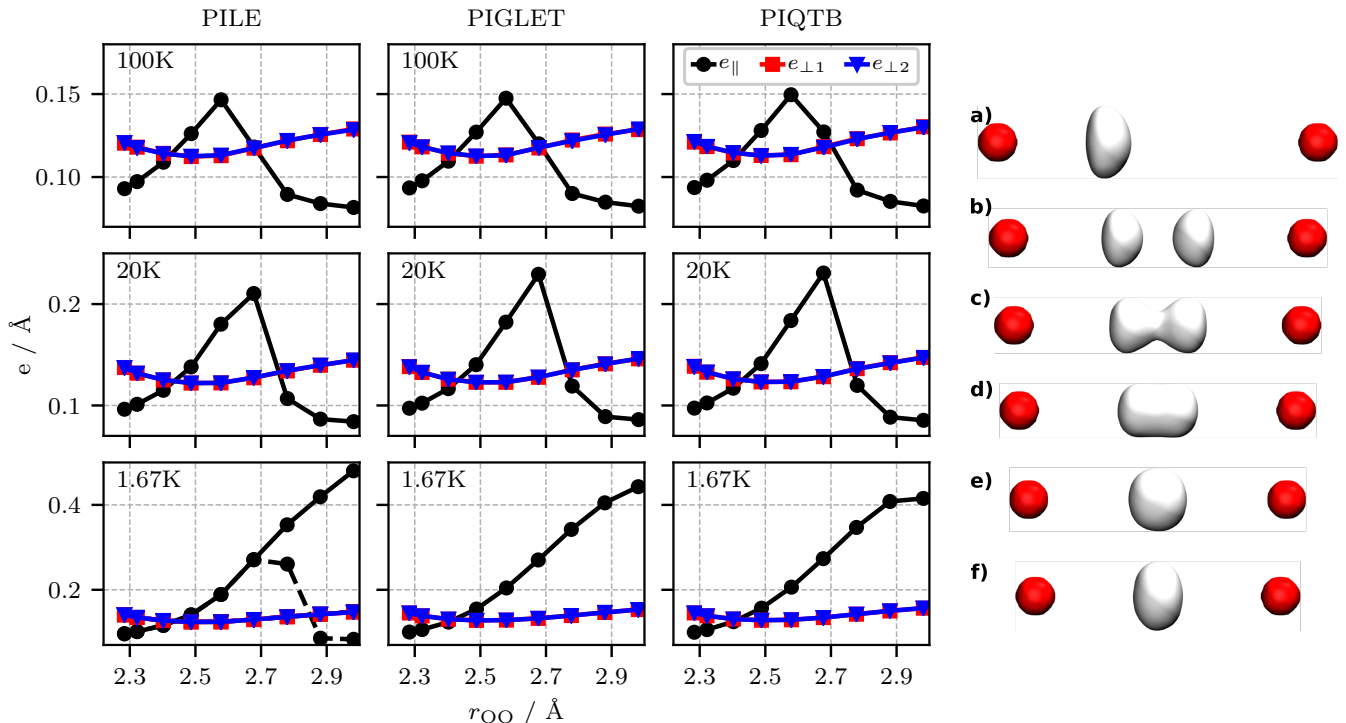 PILE PIGLET PIQTB
100K 100K 100K
e∥ e⊥1 e⊥2
0.15
0.10
20K 20K 20K
0.2
0.1
1.67K 1.67K 1.67K
0.4
0.2
e / Å
2.3 2.5 2.7 2.9 2.3 2.5 2.7 2.9 2.3 2.5 2.7 2.9
rOO / Å
a)
b)
c)
d)
e)
f)